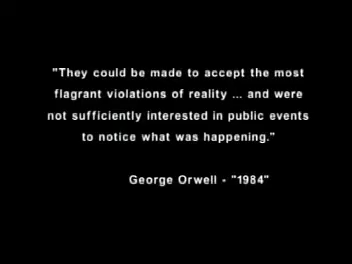 "They could be made to accept the most
flagrant violations of reality ... and were
not sufficiently interested in public events
to notice what was happening."
George Orwell - "1984"